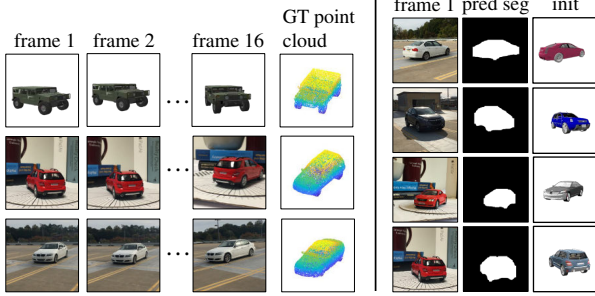 frame 1
frame 2
frame 16
GT point
cloud
frame 1
pred seg
init